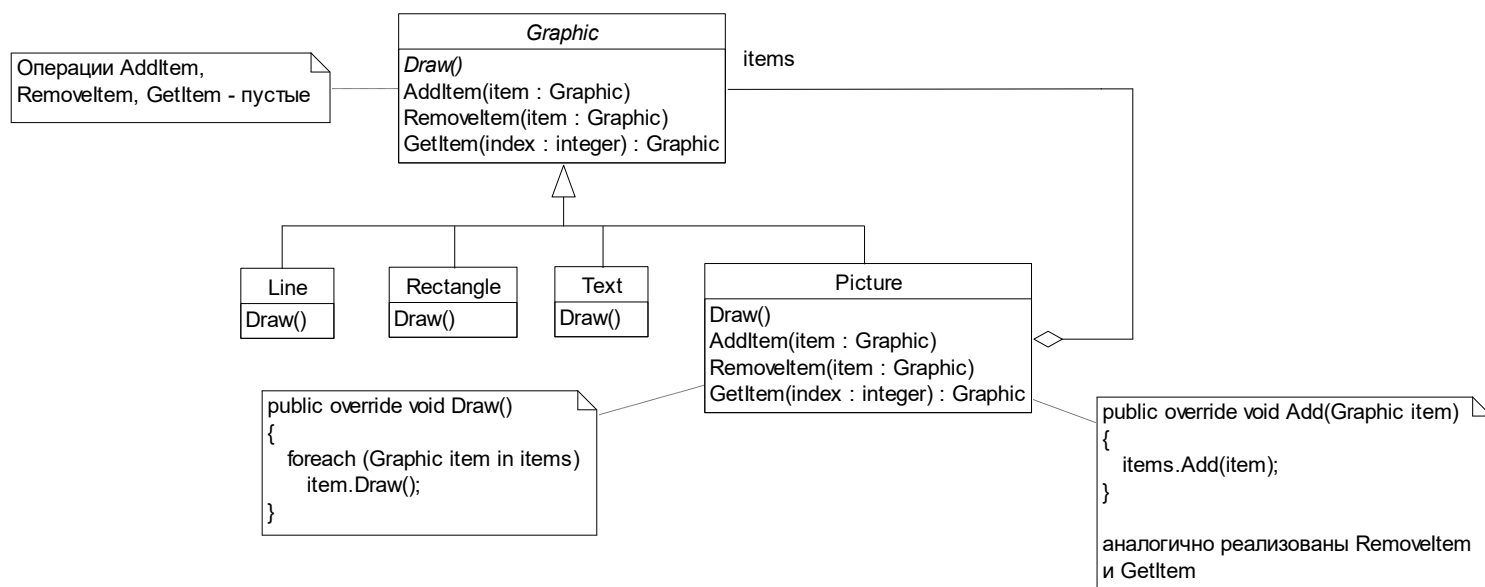 Graphic
Draw()
AddItem(item : Graphic)
RemoveItem(item : Graphic)
GetItem(index : integer) : Graphic
items
Операции AddItem,
RemoveItem, GetItem - пустые
Line
Draw()
Rectangle
Draw()
Text
Draw()
Picture
Draw()
AddItem(item : Graphic)
RemoveItem(item : Graphic)
GetItem(index : integer) : Graphic
public override void Draw()
{
foreach (Graphic item in items)
item.Draw();
}
public override void Add(Graphic item)
{
items.Add(item);
}
аналогично реализованы RemoveItem
и GetItem